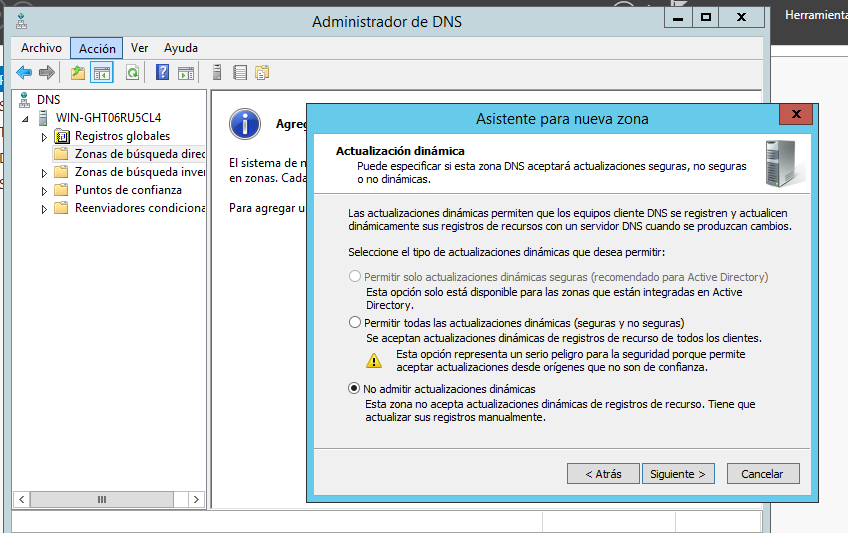 Administrador de DNS
Herramienta
Archivo Acción Ver Ayuda
DNS
WIN-GHT06RU5CL4
Registros globales
Zonas de búsqueda direc
Zonas de búsqueda inver
Puntos de confianza
Reenviadores condiciona
Agreg
El sistema de n
en zonas. Cada
Para agregar u
Asistente para nueva zona
Actualización dinámica
Puede especificar si esta zona DNS aceptará actualizaciones seguras, no seguras
o no dinámicas.
Las actualizaciones dinámicas permiten que los equipos cliente DNS se registren y actualicen
dinámicamente sus registros de recursos con un servidor DNS cuando se produzcan cambios.
Seleccione el tipo de actualizaciones dinámicas que desea permitir:
Permitir solo actualizaciones dinámicas seguras (recomendado para Active Directory)
Esta opción solo está disponible para las zonas que están integradas en Active
Directory.
Permitir todas las actualizaciones dinámicas (seguras y no seguras)
Se aceptan actualizaciones dinámicas de registros de recurso de todos los clientes.
Esta opción representa un serio peligro para la seguridad porque permite
aceptar actualizaciones desde orígenes que no son de confianza.
No admitir actualizaciones dinámicas
Esta zona no acepta actualizaciones dinámicas de registros de recurso. Tiene que
actualizar sus registros manualmente.
< Atrás Siguiente > Cancelar